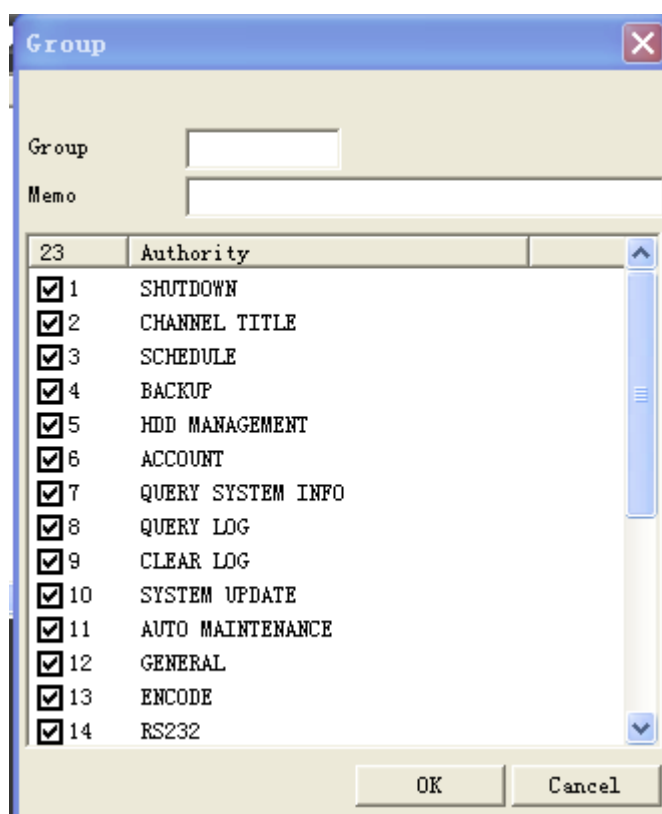 Group
Group
Memo
23 Authority
1 SHUTDOWN
2 CHANNEL TITLE
3 SCHEDULE
4 BACKUP
5 HDD MANAGEMENT
6 ACCOUNT
7 QUERY SYSTEM INFO
8 QUERY LOG
9 CLEAR LOG
10 SYSTEM UPDATE
11 AUTO MAINTENANCE
12 GENERAL
13 ENCODE
14 RS232
OK Cancel